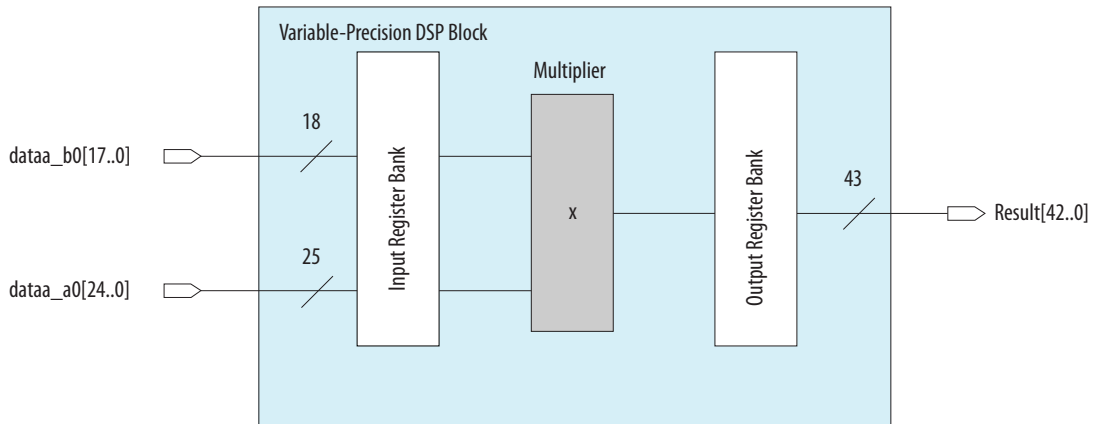 Variable-Precision DSP Block
Multiplier
18
dataa_b0[17..0]
Input Register Bank
x
Output Register Bank
43
Result[42..0]
25
dataa_a0[24..0]